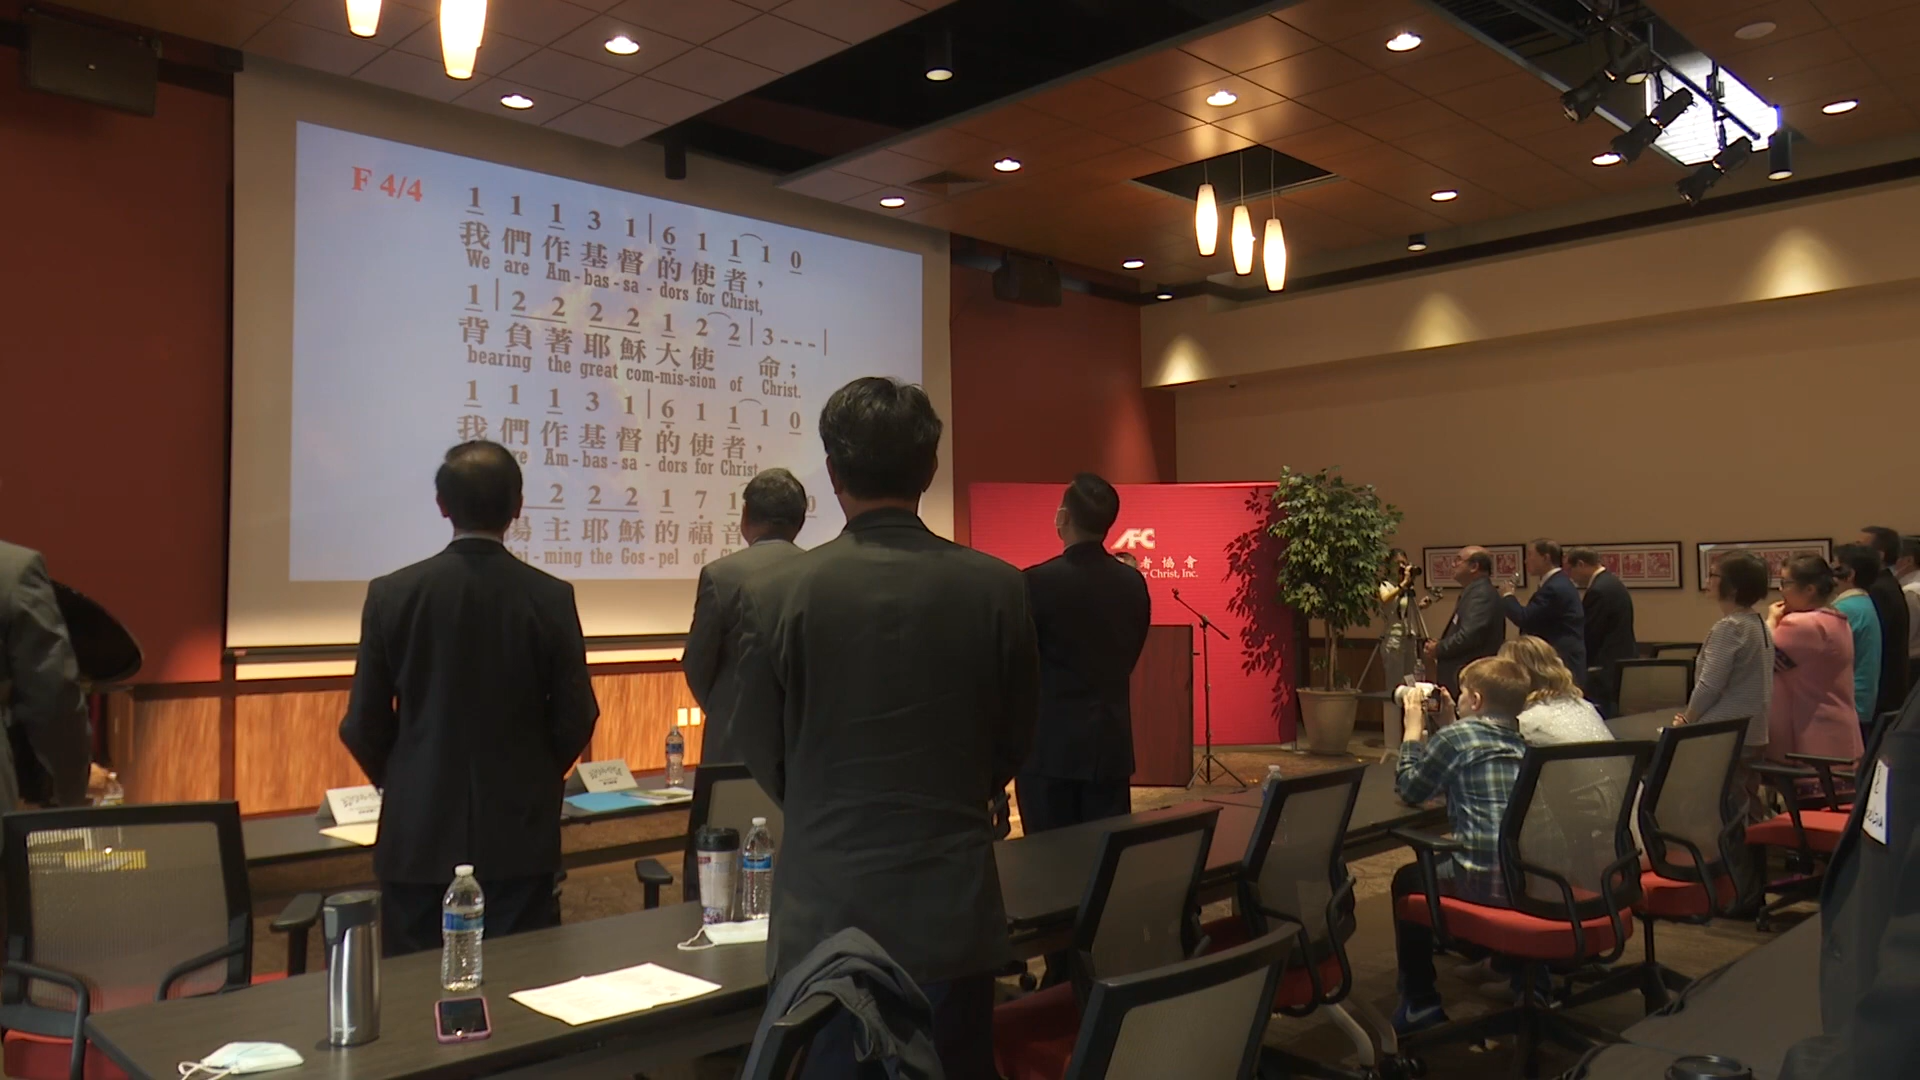 F 4/4
1 1 1 3 1 | 6 1 1 1 0
我們作基督的使者，
We are Am-bas-sa-dors for Christ,
1 | 2 2 2 2 1 2 2 | 3 - - - |
背負著耶穌大使 命；
bearing the great com-mis-sion of Christ.
1 1 1 3 1 | 6 1 1 1 0
我們作基督的使者，
Am-bas-sa-dors for Christ
2 2 2 1 7 1 0
揚主耶穌的福音
ming the Gos-pel of
AFC
者協會
Christ, Inc.